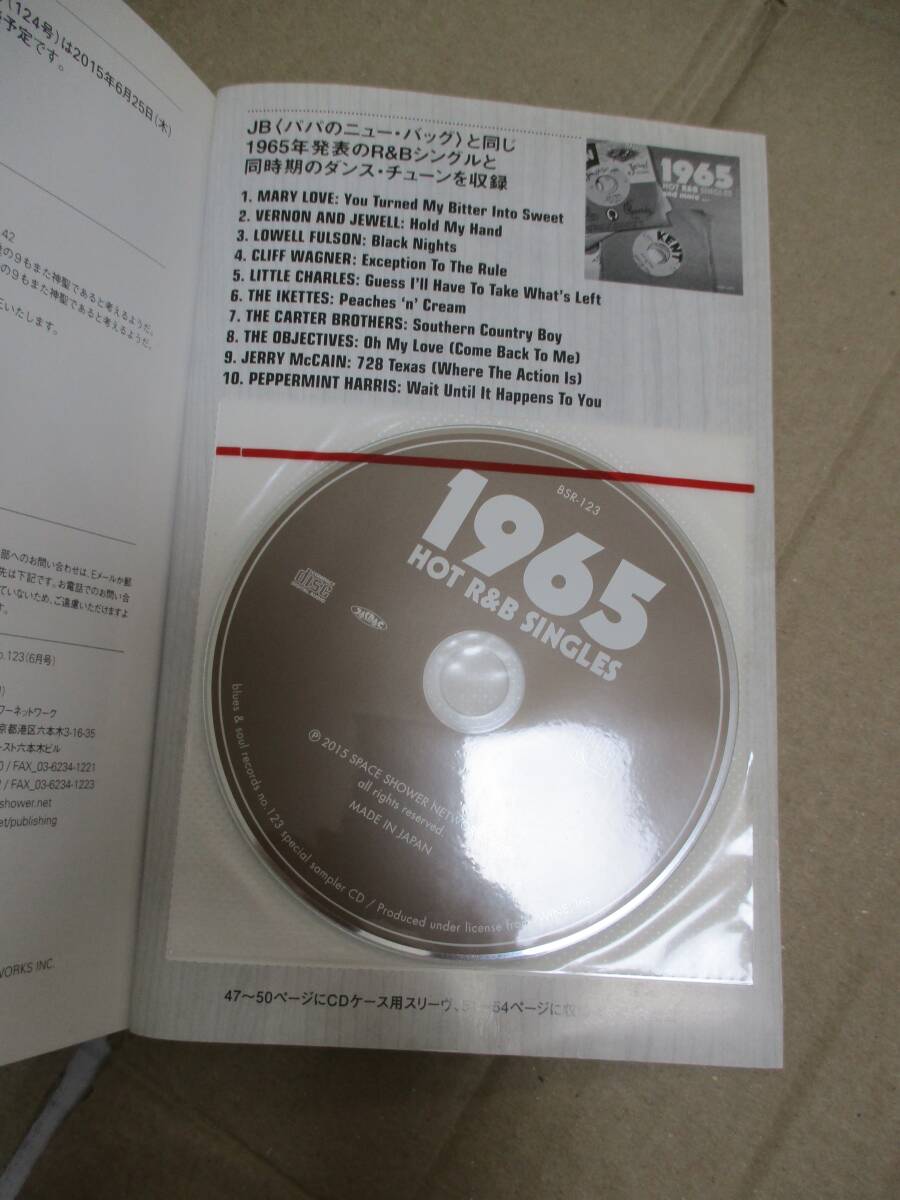 (124号)は2015年6月25日(木)
予定です。
42
の9もまた神聖であると考えるようだ。
の9もまた神聖であると考えるようだ。
いたします。
部へのお問い合わせは、Eメールか郵
先は下記です。お電話でのお問い合
ていないため、ご遠慮いただけますよ
す。
o.123(6月号)
ワーネットワーク
京都港区六本木3-16-35
ースト六本木ビル
0 / FAX_03-6234-1221
/ FAX_03-6234-1223
shower.net
et/publishing
WORKS INC.
JB〈パパのニュー・バッグ〉と同じ
1965年発表のR&Bシングルと
同時期のダンス・チューンを収録
1965
HOT R&B SINGLES
and more
KENT
1. MARY LOVE: You Turned My Bitter Into Sweet
2. VERNON AND JEWELL: Hold My Hand
3. LOWELL FULSON: Black Nights
4. CLIFF WAGNER: Exception To The Rule
5. LITTLE CHARLES: Guess I'll Have To Take What's Left
6. THE IKETTES: Peaches 'n' Cream
7. THE CARTER BROTHERS: Southern Country Boy
8. THE OBJECTIVES: Oh My Love (Come Back To Me)
9. JERRY McCAIN: 728 Texas (Where The Action Is)
10. PEPPERMINT HARRIS: Wait Until It Happens To You
BSR-123
1965
HOT R&B SINGLES
COMPACT
disc
DIGITAL AUDIO
℗ 2015 SPACE SHOWER NETW
all rights reserved.
MADE IN JAPAN
blues & soul records no.123 special sampler CD / Produced under license from
47〜50ページにCDケース用スリーヴ、51〜54ページに収